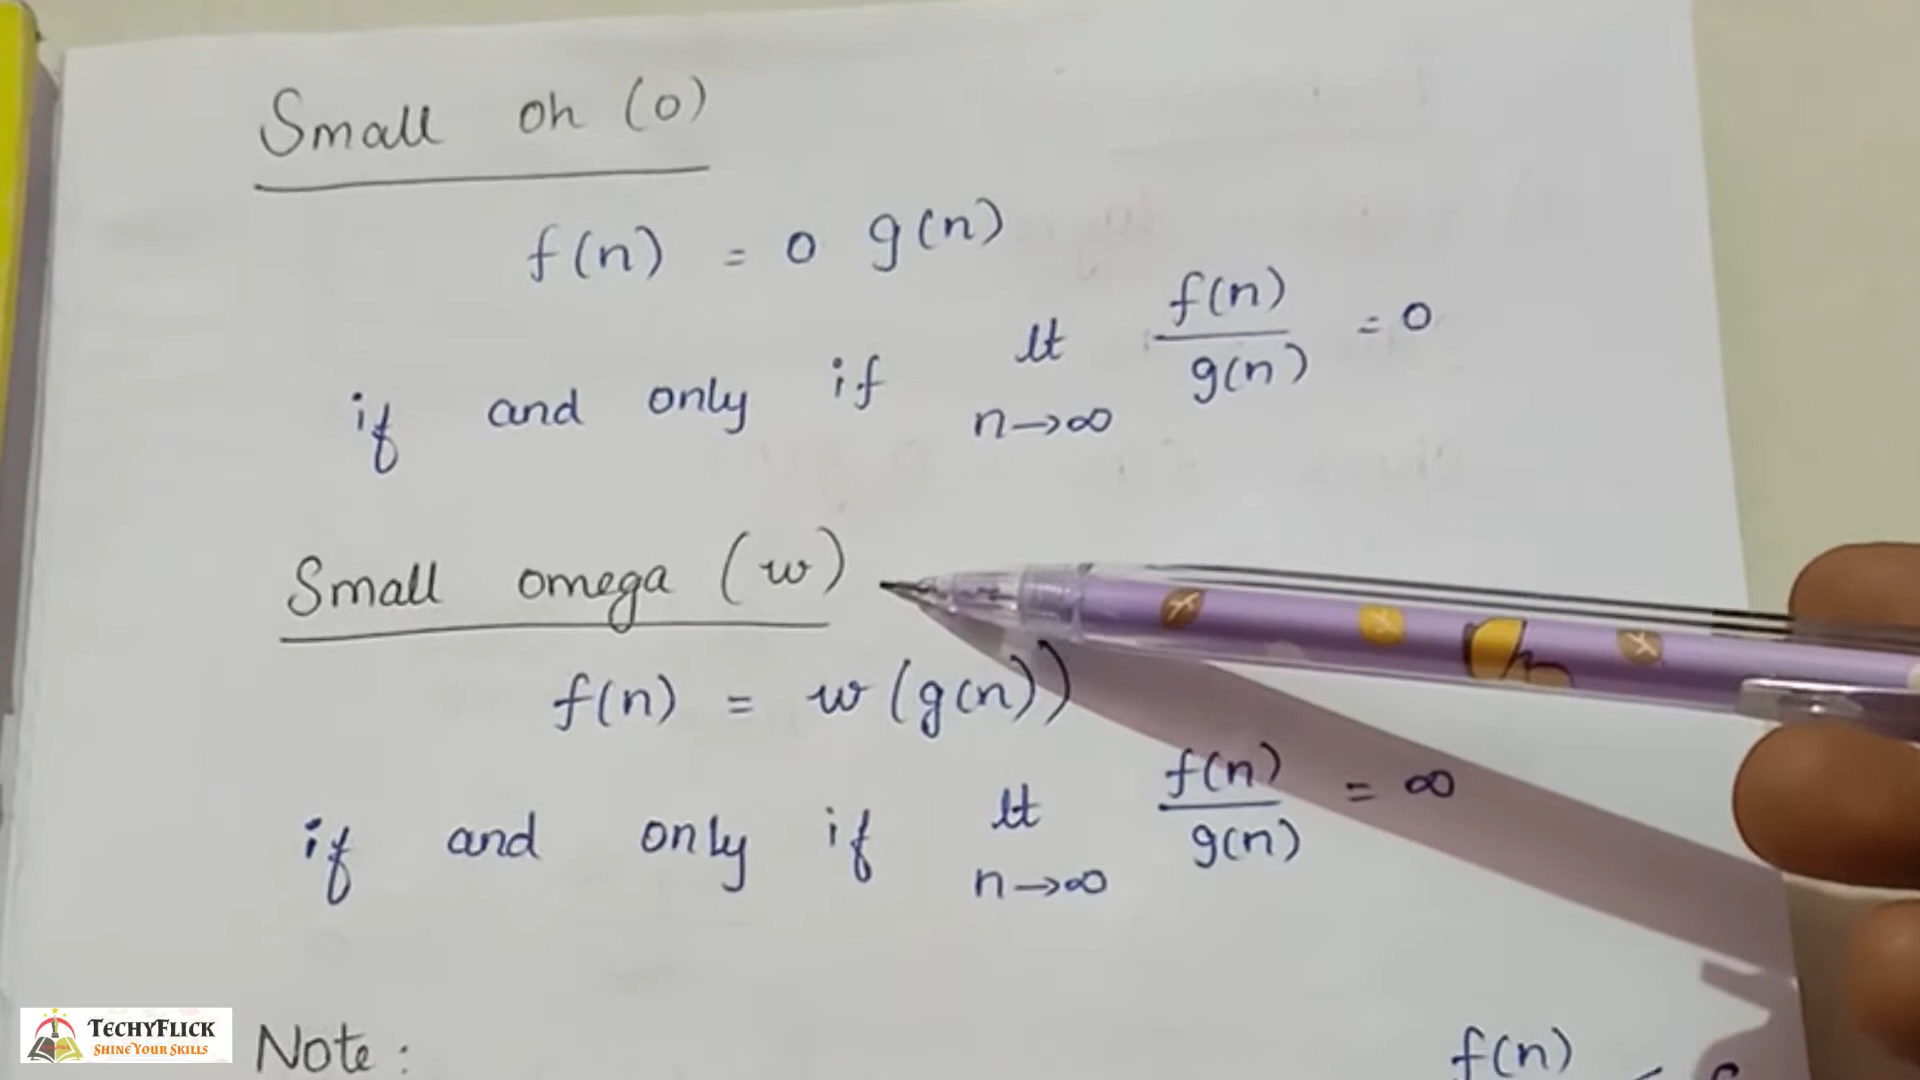 Small oh (o)
f(n) = o g(n)
if and only if lt n→∞ f(n)/g(n) = 0
Small omega (w)
f(n) = w (g(n))
if and only if lt n→∞ f(n)/g(n) = ∞
Note :
f(n)
TECHYFLICK
SHINE YOUR SKILLS